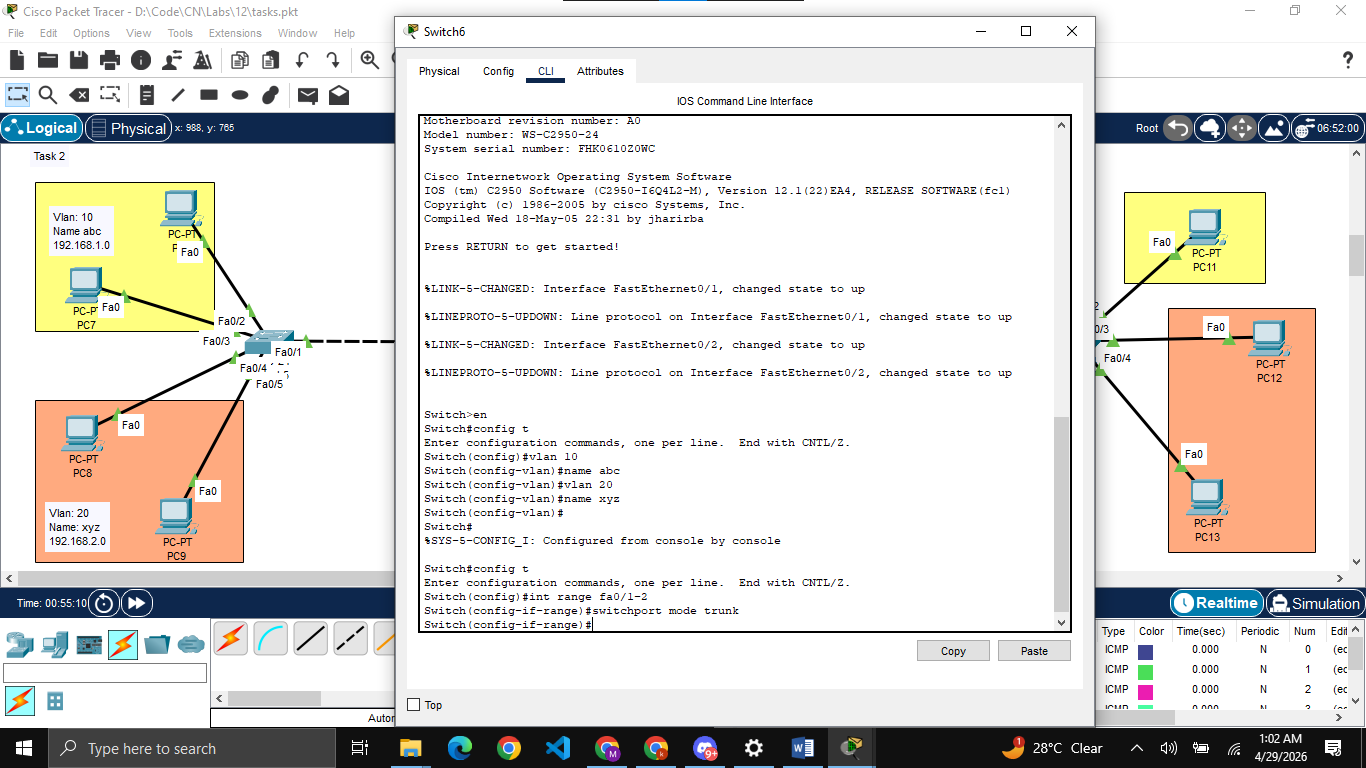 Cisco Packet Tracer - D:\Code\CN\Labs\12\tasks.pkt
File Edit Options View Tools Extensions Window Help
Logical
Physical
x: 988, y: 765
Root
06:52:00
Task 2
Vlan: 10
Name abc
192.168.1.0
PC-PT
Fa0
PC-PT
PC7
Fa0
Fa0/2
Fa0/3
Fa0/1
Fa0/4
Fa0/5
PC-PT
PC8
Fa0
Vlan: 20
Name: xyz
192.168.2.0
PC-PT
PC9
Fa0
Switch6
Physical Config CLI Attributes
IOS Command Line Interface
Motherboard revision number: A0
Model number: WS-C2950-24
System serial number: FHK0610Z0WC
Cisco Internetwork Operating System Software
IOS (tm) C2950 Software (C2950-I6Q4L2-M), Version 12.1(22)EA4, RELEASE SOFTWARE(fc1)
Copyright (c) 1986-2005 by cisco Systems, Inc.
Compiled Wed 18-May-05 22:31 by jharirba
Press RETURN to get started!
%LINK-5-CHANGED: Interface FastEthernet0/1, changed state to up
%LINEPROTO-5-UPDOWN: Line protocol on Interface FastEthernet0/1, changed state to up
%LINK-5-CHANGED: Interface FastEthernet0/2, changed state to up
%LINEPROTO-5-UPDOWN: Line protocol on Interface FastEthernet0/2, changed state to up
Switch>en
Switch#config t
Enter configuration commands, one per line.  End with CNTL/Z.
Switch(config)#vlan 10
Switch(config-vlan)#name abc
Switch(config-vlan)#vlan 20
Switch(config-vlan)#name xyz
Switch(config-vlan)#
Switch#
%SYS-5-CONFIG_I: Configured from console by console
Switch#config t
Enter configuration commands, one per line.  End with CNTL/Z.
Switch(config)#int range fa0/1-2
Switch(config-if-range)#switchport mode trunk
Switch(config-if-range)#
Copy
Paste
Top
Fa0
PC-PT
PC11
Fa0
PC-PT
PC12
Fa0/4
Fa0
PC-PT
PC13
Time: 00:55:10
Realtime
Simulation
Type Color Time(sec) Periodic Num
ICMP 0.000 N 0
ICMP 0.000 N 1
ICMP 0.000 N 2
Type here to search
28°C Clear
1:02 AM
4/29/2026